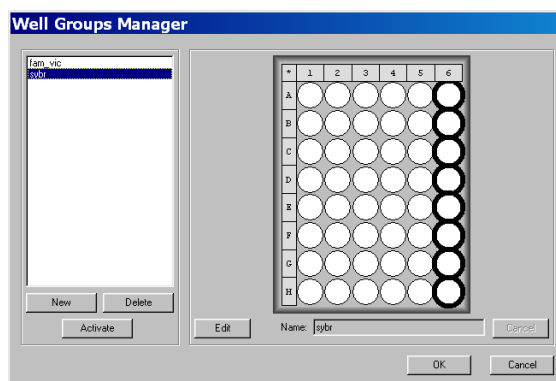 Well Groups Manager
fam_vic
sybr
* 1 2 3 4 5 6
A
B
C
D
E
F
G
H
New Delete
Activate
Edit Name: sybr Cancel
OK Cancel